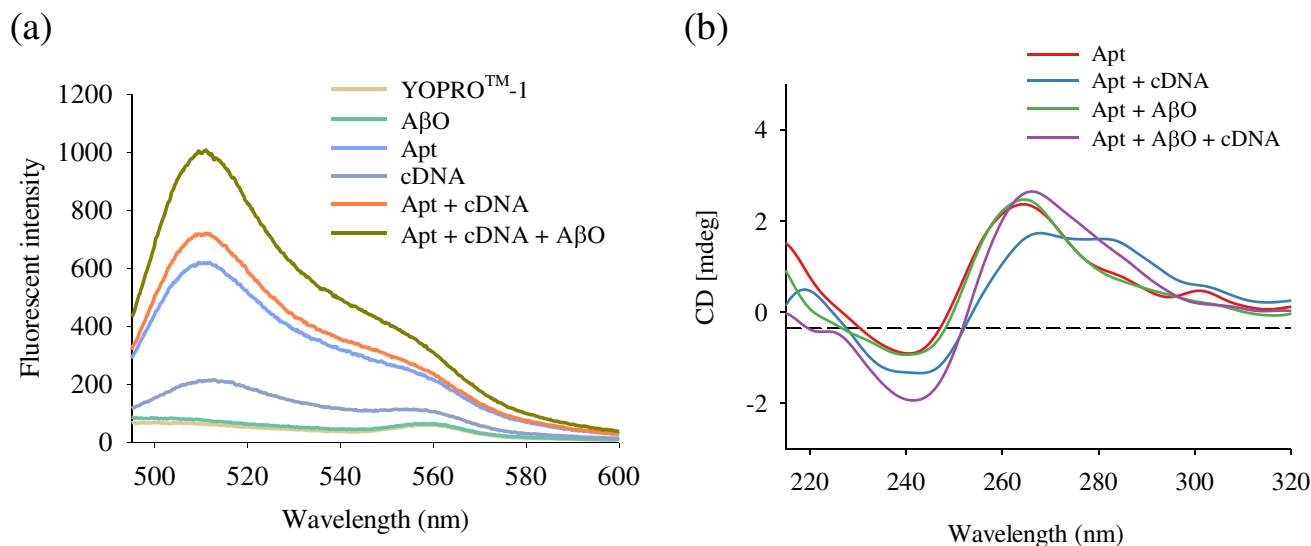 (a)
Fluorescent intensity
1200
1000
800
600
400
200
0
500 520 540 560 580 600
Wavelength (nm)
YOPRO™-1
AβO
Apt
cDNA
Apt + cDNA
Apt + cDNA + AβO
(b)
CD [mdeg]
4
2
0
-2
220 240 260 280 300 320
Wavelength (nm)
Apt
Apt + cDNA
Apt + AβO
Apt + AβO + cDNA